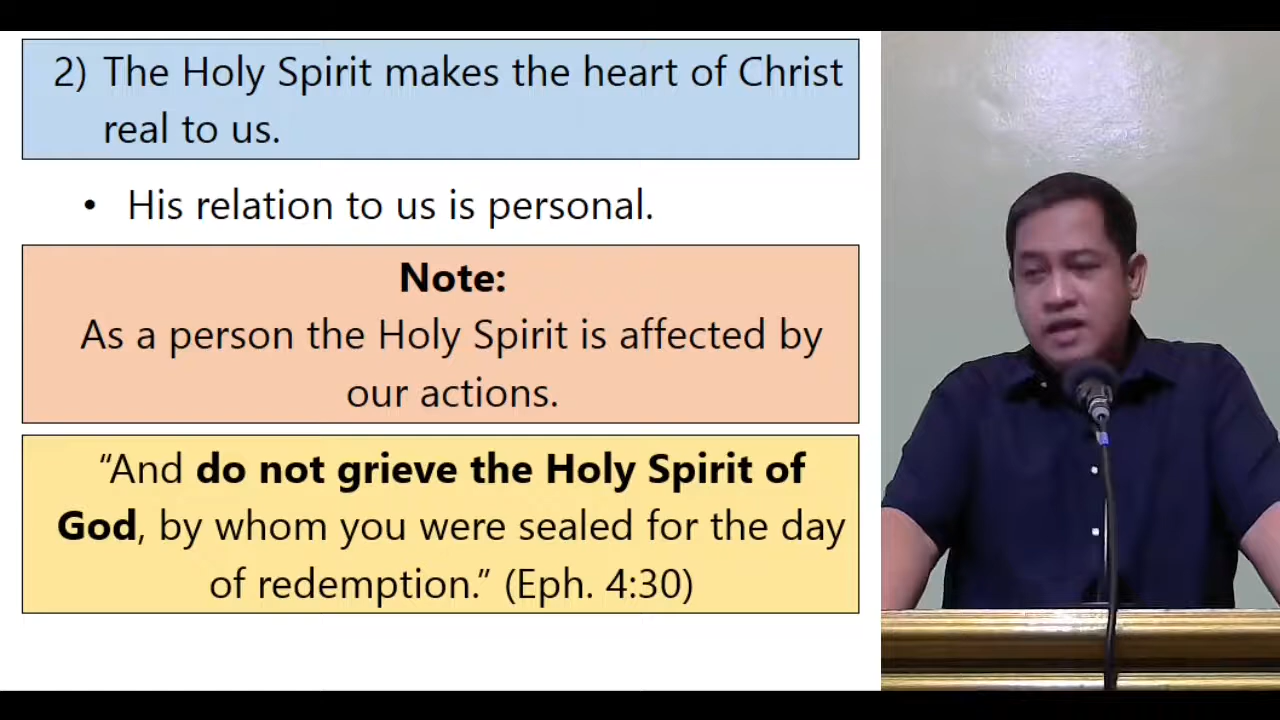 2) The Holy Spirit makes the heart of Christ
real to us.
• His relation to us is personal.
Note:
As a person the Holy Spirit is affected by
our actions.
“And do not grieve the Holy Spirit of
God, by whom you were sealed for the day
of redemption.” (Eph. 4:30)